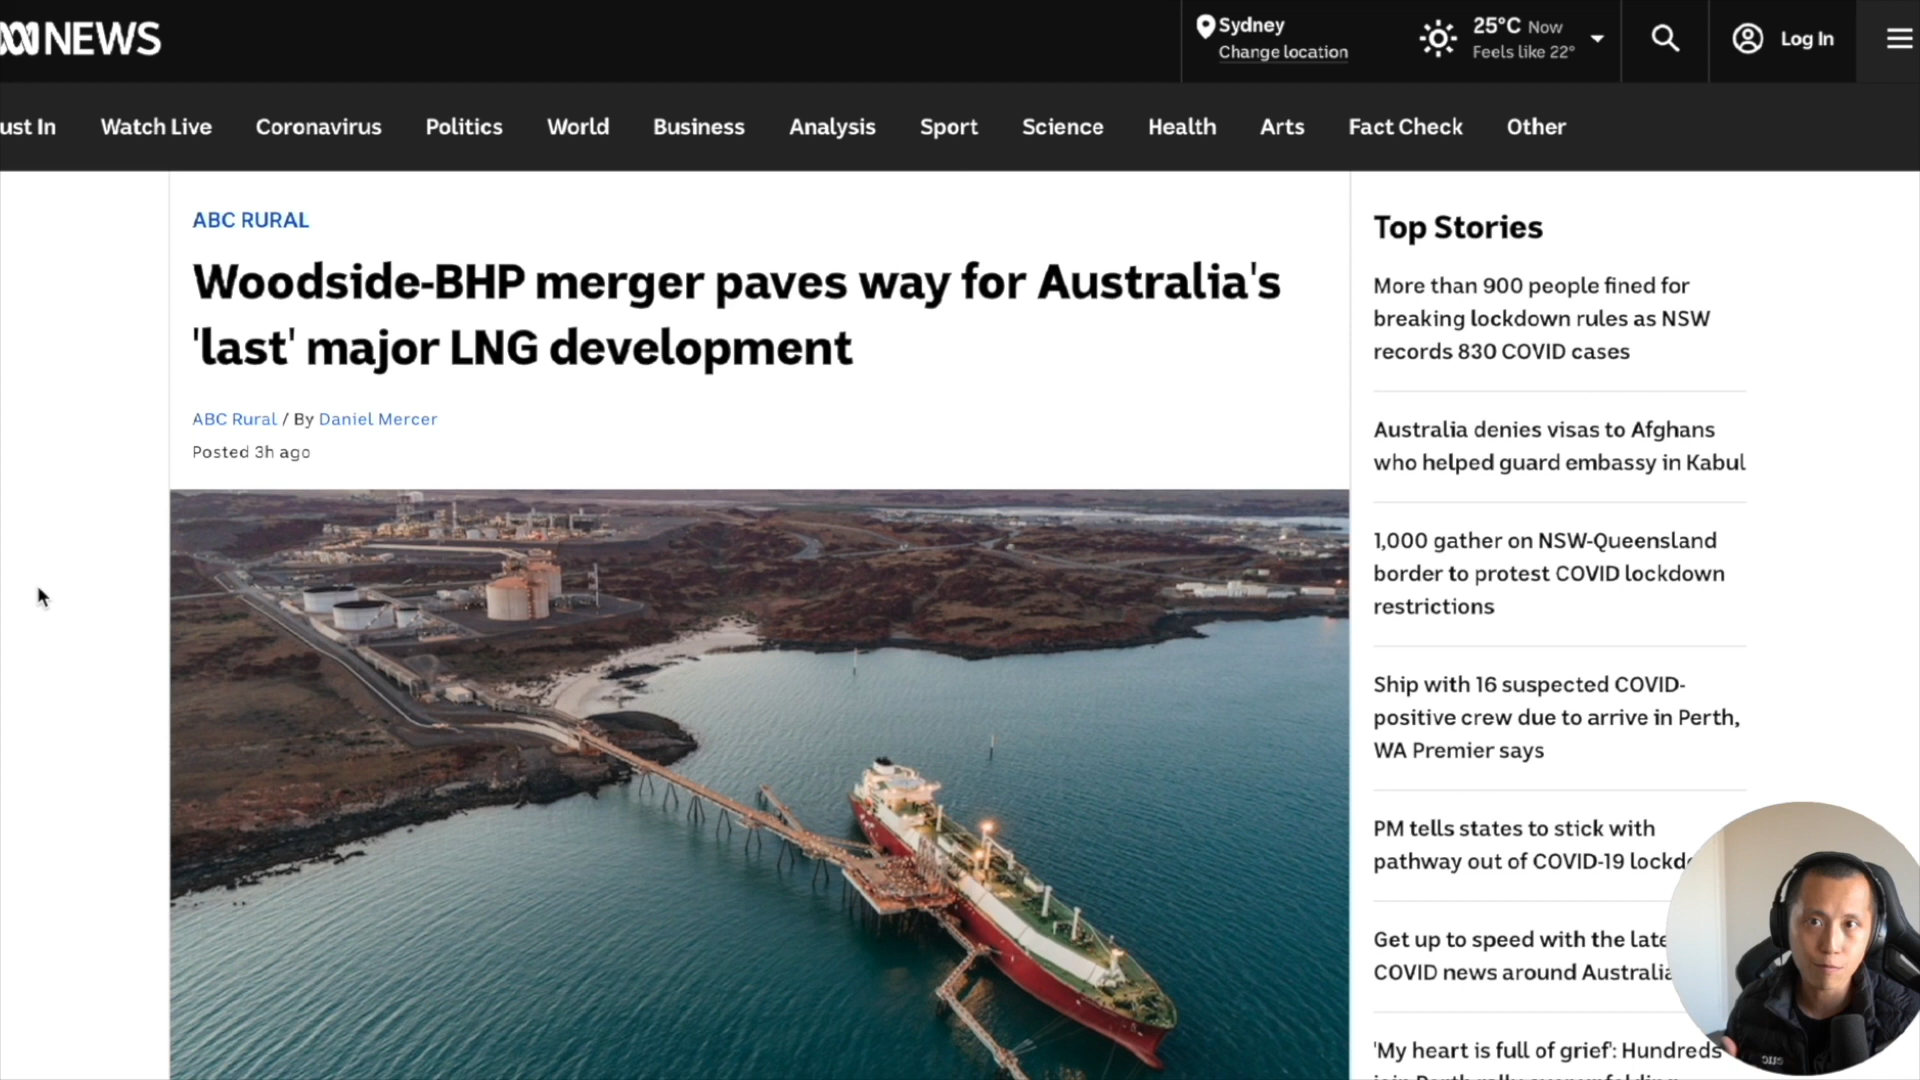 NEWS
Sydney
Change location
25°C Now
Feels like 22°
Log In
ust In
Watch Live
Coronavirus
Politics
World
Business
Analysis
Sport
Science
Health
Arts
Fact Check
Other
ABC RURAL
Woodside-BHP merger paves way for Australia's
'last' major LNG development
ABC Rural / By Daniel Mercer
Posted 3h ago
Top Stories
More than 900 people fined for
breaking lockdown rules as NSW
records 830 COVID cases
Australia denies visas to Afghans
who helped guard embassy in Kabul
1,000 gather on NSW-Queensland
border to protest COVID lockdown
restrictions
Ship with 16 suspected COVID-
positive crew due to arrive in Perth,
WA Premier says
PM tells states to stick with
pathway out of COVID-19 lockd
Get up to speed with the late
COVID news around Australia
'My heart is full of grief': Hundreds